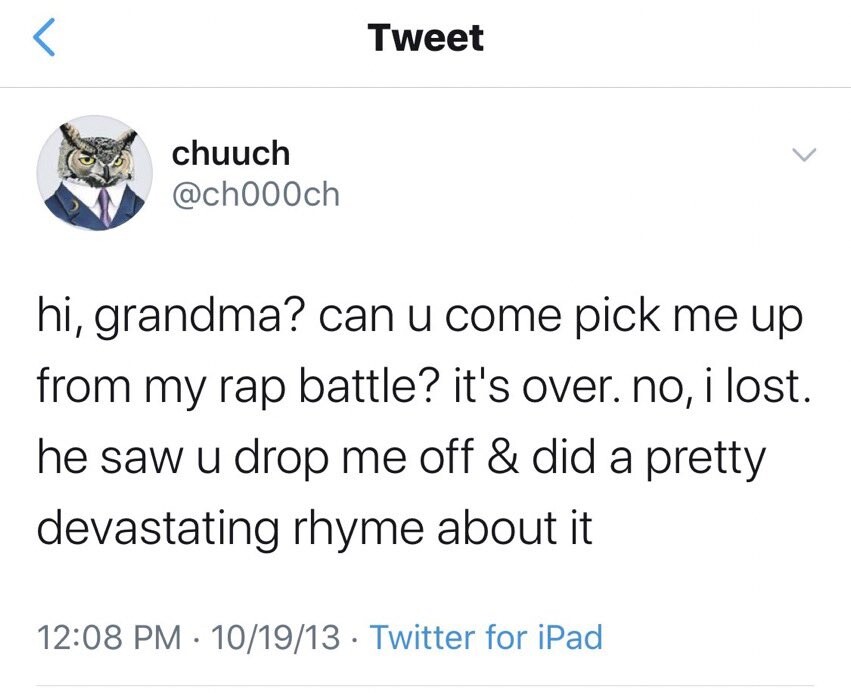 Tweet
chuuch
@ch000ch
hi, grandma? can u come pick me up
from my rap battle? it's over. no, i lost.
he saw u drop me off & did a pretty
devastating rhyme about it
12:08 PM · 10/19/13 · Twitter for iPad